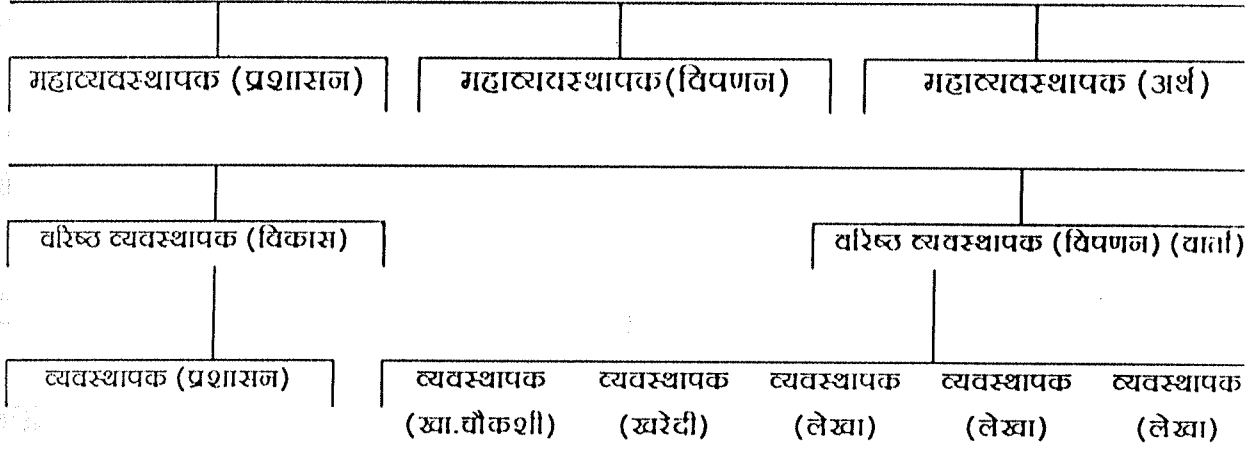 महाव्यवस्थापक (प्रशासन) महाव्यवस्थापक(विपणन) महाव्यवस्थापक (अर्थ)
वरिष्ठ व्यवस्थापक (विकास) वरिष्ठ व्यवस्थापक (विपणन) (वार्ता)
व्यवस्थापक (प्रशासन) व्यवस्थापक व्यवस्थापक व्यवस्थापक व्यवस्थापक व्यवस्थापक
(खा.चौकशी) (खरेदी) (लेखा) (लेखा) (लेखा)